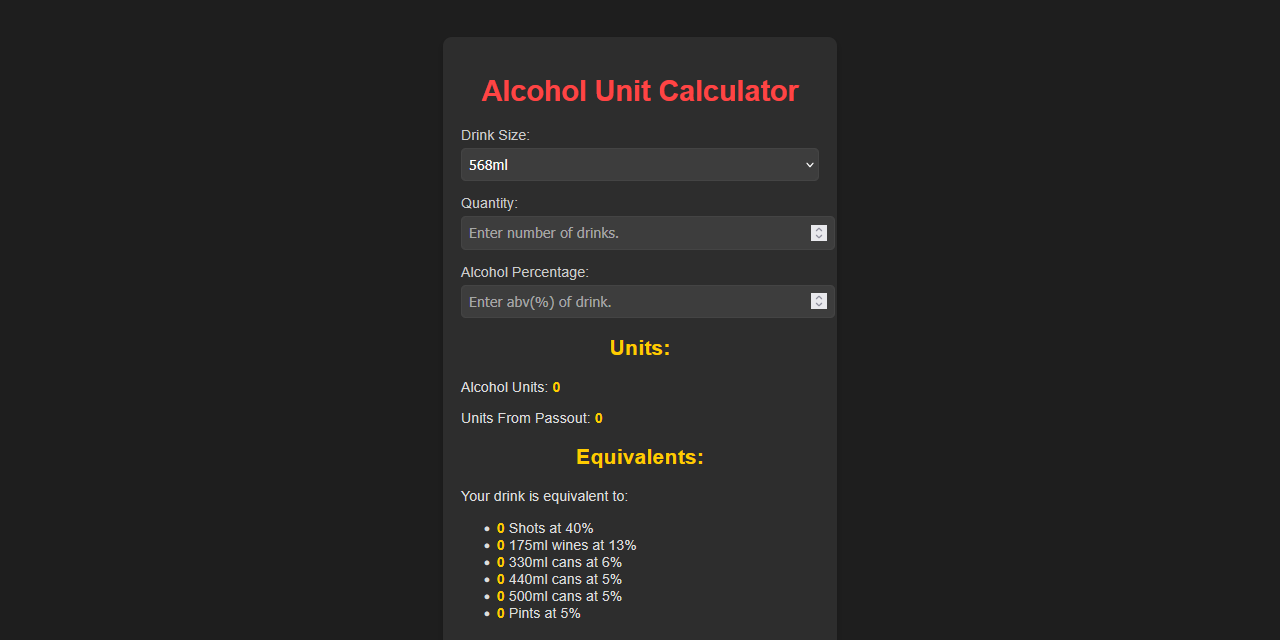 Alcohol Unit Calculator
Drink Size:
568ml
Quantity:
Enter number of drinks.
Alcohol Percentage:
Enter abv(%) of drink.
Units:
Alcohol Units: 0
Units From Passout: 0
Equivalents:
Your drink is equivalent to:
0 Shots at 40%
0 175ml wines at 13%
0 330ml cans at 6%
0 440ml cans at 5%
0 500ml cans at 5%
0 Pints at 5%